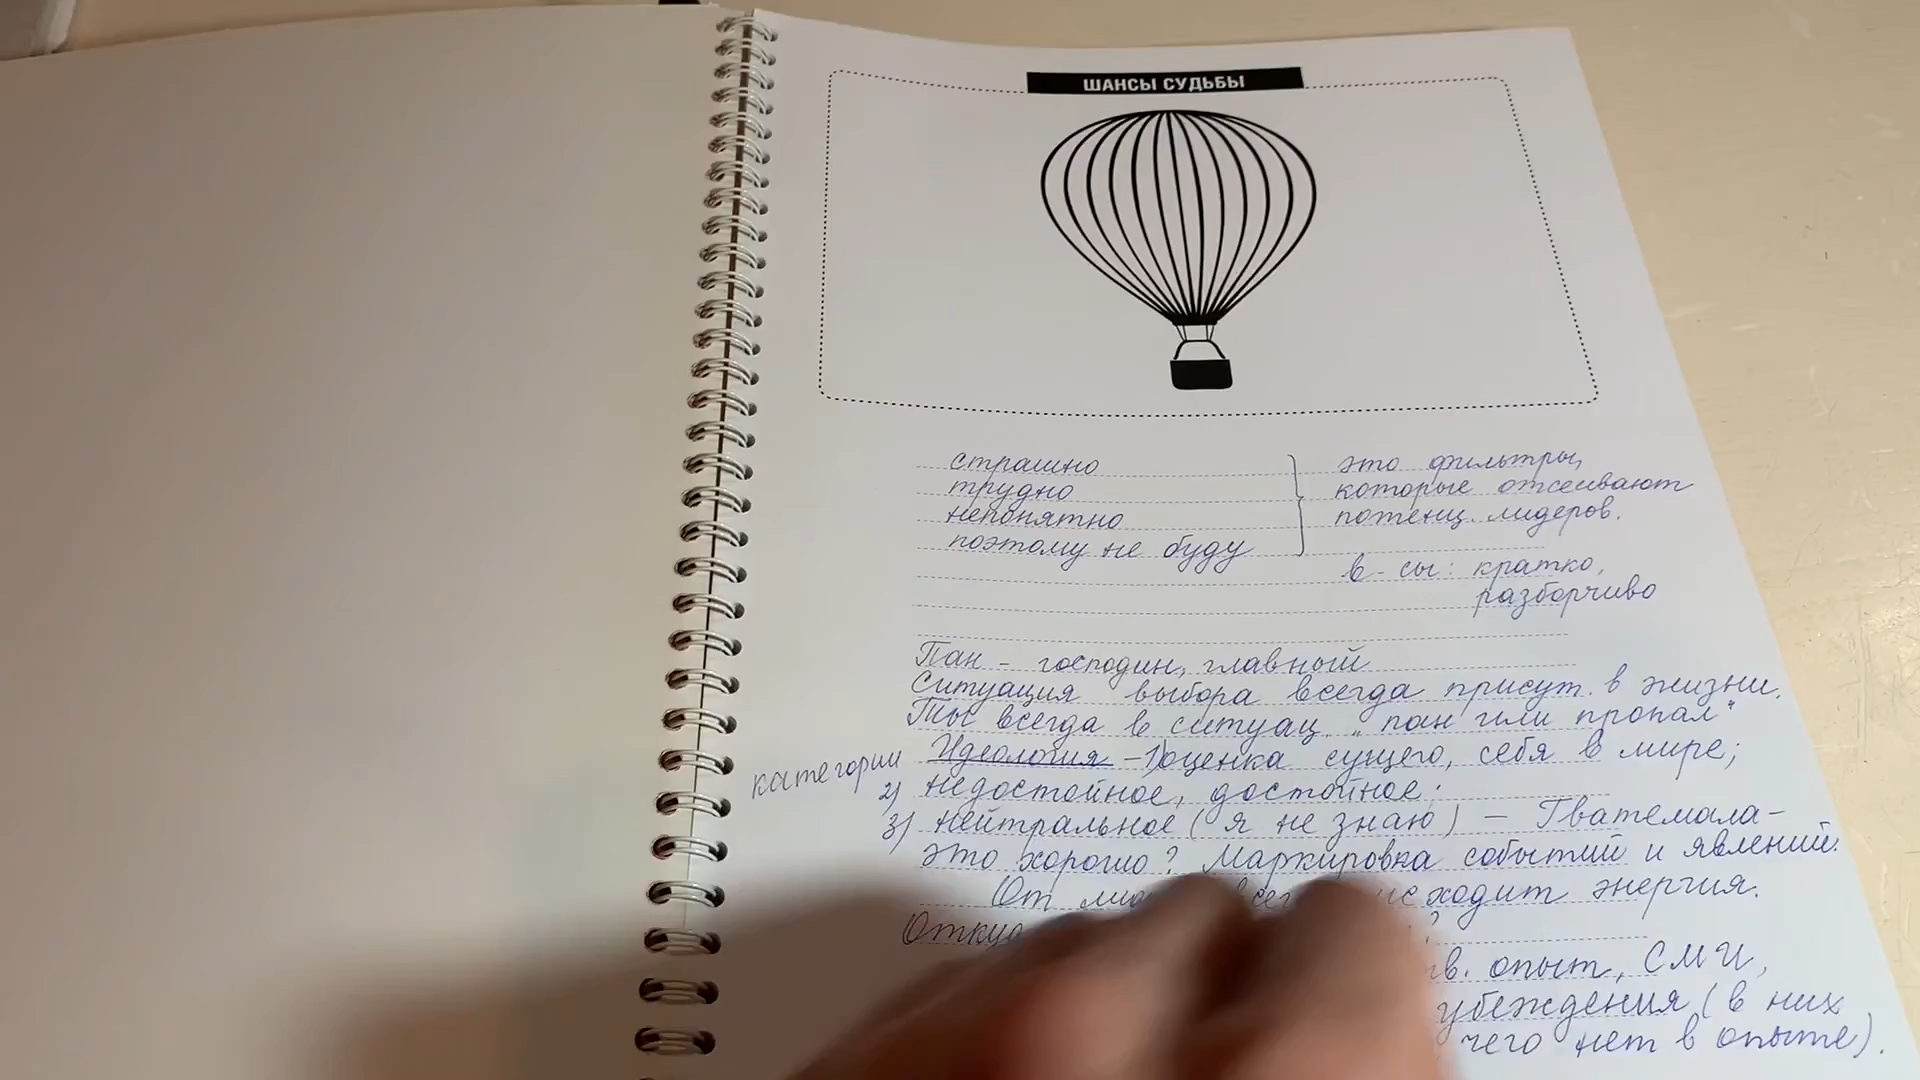 ШАНСЫ СУДЬБЫ
страшно
трудно
непонятно
поэтому не буду
это фильтры,
которые отсеивают
потенц. лидеров.
в-сы: кратко,
разборчиво
Пан - господин, главный
Ситуация выбора всегда присут. в жизни.
Ты всегда в ситуац. "пан или пропал"
категории Идеология - 1) оценка сущего, себя в мире;
2) недостойное, достойное;
3) нейтральное (я не знаю) - Гватемала-
это хорошо? Маркировка событий и явлений.
От исходит энергия.
?
опыт, СМИ,
убеждения (в них
чего нет в опыте).